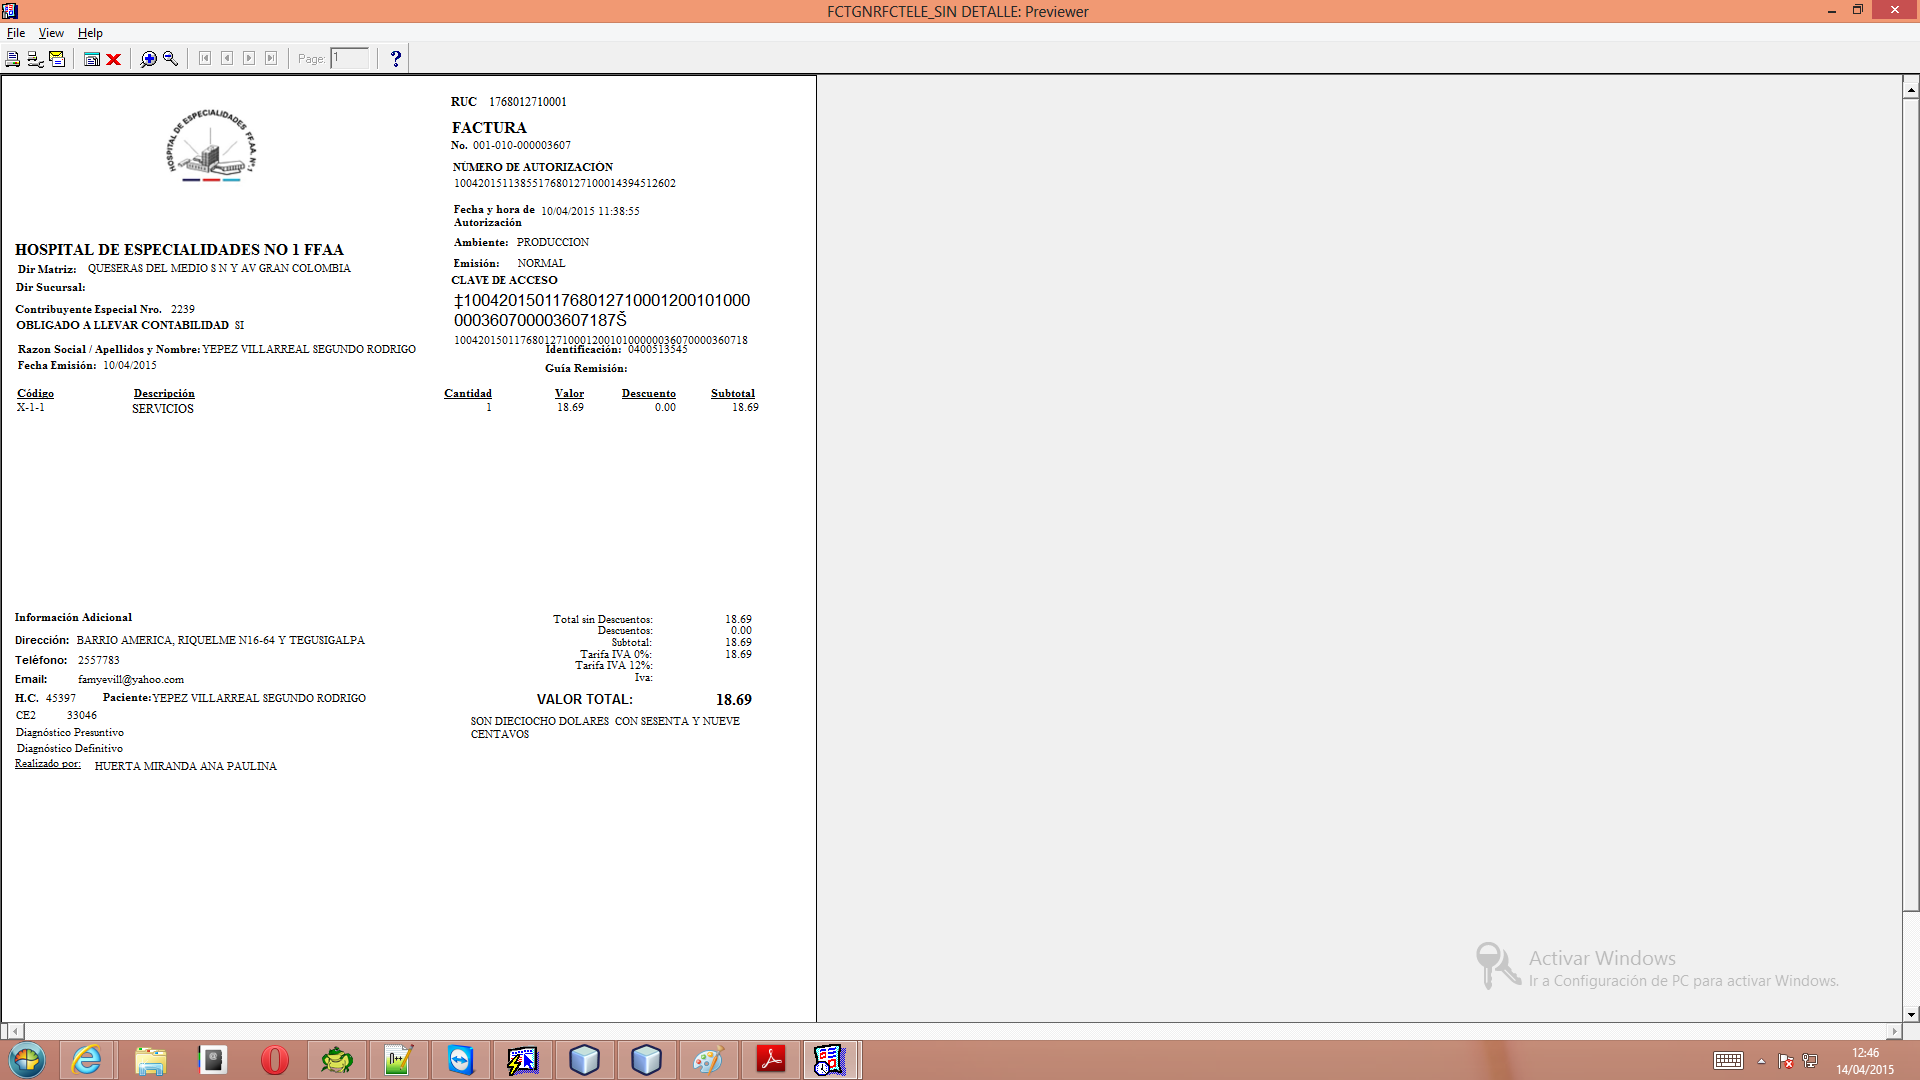 FCTGNRFCTELE_SIN DETALLE: Previewer
File View Help
Page: 1
HOSPITAL DE ESPECIALIDADES FF.AA. N°.1
RUC 1768012710001
FACTURA
No. 001-010-000003607
NÚMERO DE AUTORIZACIÓN
1004201511385517680127100014394512602
Fecha y hora de Autorización 10/04/2015 11:38:55
Ambiente: PRODUCCION
Emisión: NORMAL
CLAVE DE ACCESO
‡10042015011768012710001200101000
0003607000036071 87Š
1004201501176801271000120010100000036070000360718
HOSPITAL DE ESPECIALIDADES NO 1 FFAA
Dir Matriz: QUESERAS DEL MEDIO S N Y AV GRAN COLOMBIA
Dir Sucursal:
Contribuyente Especial Nro. 2239
OBLIGADO A LLEVAR CONTABILIDAD SI
Razon Social / Apellidos y Nombre: YEPEZ VILLARREAL SEGUNDO RODRIGO Identificación: 0400513545
Fecha Emisión: 10/04/2015 Guía Remisión:
Código Descripción Cantidad Valor Descuento Subtotal
X-1-1 SERVICIOS 1 18.69 0.00 18.69
Información Adicional
Dirección: BARRIO AMERICA, RIQUELME N16-64 Y TEGUSIGALPA
Teléfono: 2557783
Email: famyevill@yahoo.com
H.C. 45397 Paciente: YEPEZ VILLARREAL SEGUNDO RODRIGO
CE2 33046
Diagnóstico Presuntivo
Diagnóstico Definitivo
Realizado por: HUERTA MIRANDA ANA PAULINA
Total sin Descuentos: 18.69
Descuentos: 0.00
Subtotal: 18.69
Tarifa IVA 0%: 18.69
Tarifa IVA 12%:
Iva:
VALOR TOTAL: 18.69
SON DIECIOCHO DOLARES CON SESENTA Y NUEVE
CENTAVOS
Activar Windows
Ir a Configuración de PC para activar Windows.
12:46
14/04/2015